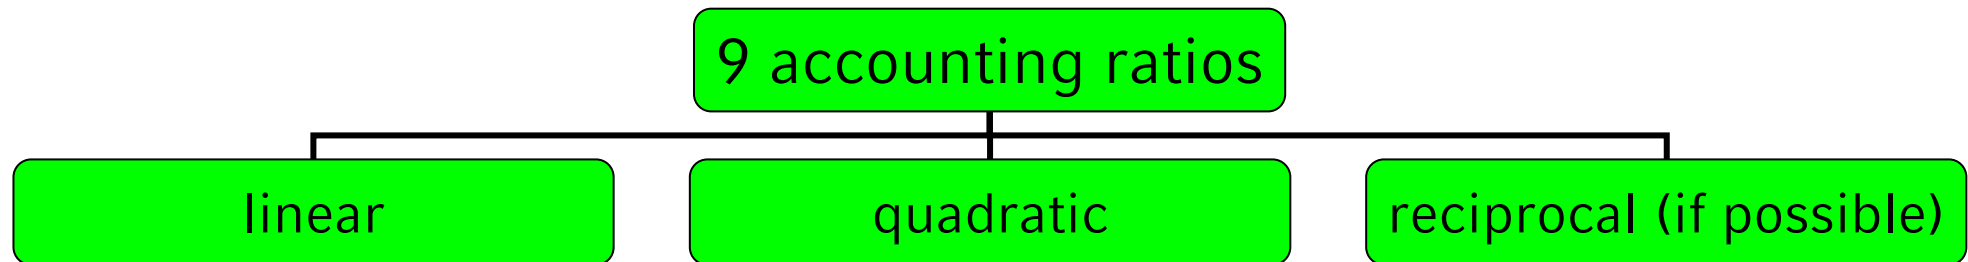 9 accounting ratios
linear
quadratic
reciprocal (if possible)